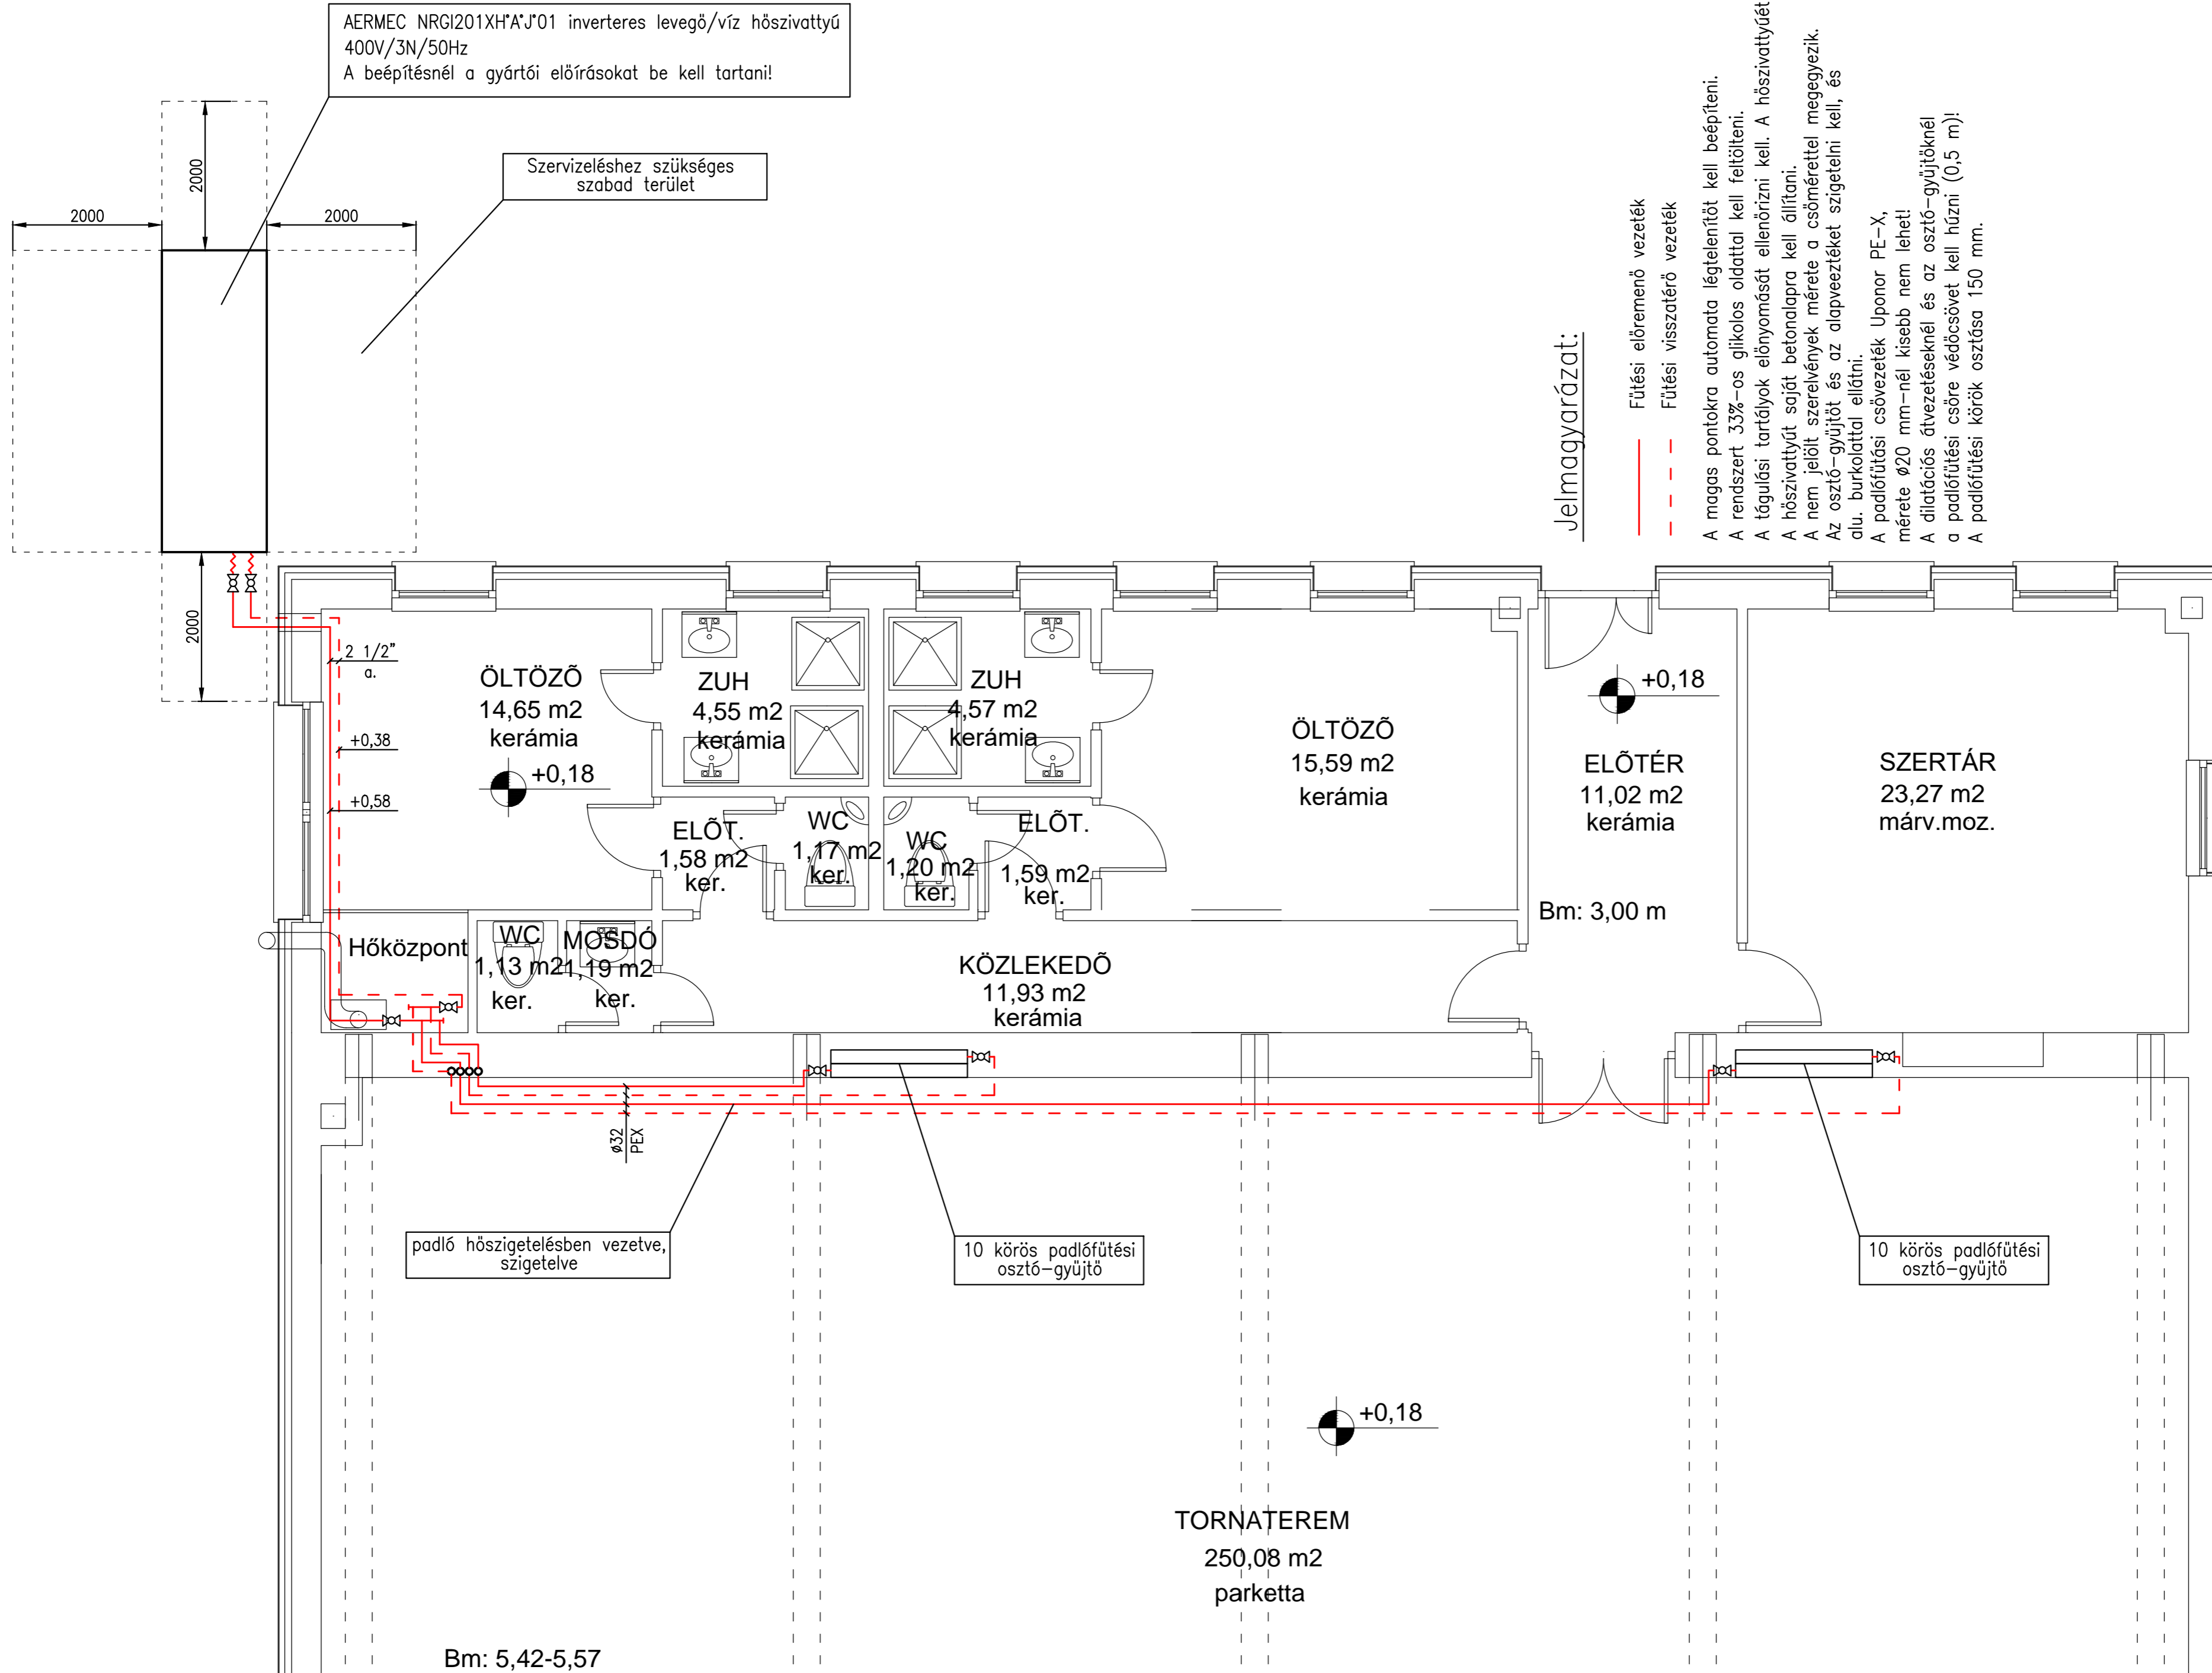 AERMEC NRGI201XH°A°J°01 inverteres levegő/víz hőszivattyú
400V/3N/50Hz
A beépítésnél a gyártói előírásokat be kell tartani!
Szervizeléshez szükséges
szabad terület
2000
2000
2000
2000
Jelmagyarázat:
Fűtési előremenő vezeték
Fűtési visszatérő vezeték
A magas pontokra automata légtelenítőt kell beépíteni.
A rendszert 33%-os glikolos oldattal kell feltölteni.
A tágulási tartályok előnyomását ellenőrizni kell. A hőszivattyúét
A hőszivattyút saját betonalapra kell állítani.
A nem jelölt szerelvények mérete a csőmérettel megegyezik.
Az osztó-gyűjtőt és az alapvezetéket szigetelni kell, és
alu. burkolattal ellátni.
A padlófűtási csővezeték Uponor PE-X,
mérete ø20 mm-nél kisebb nem lehet!
A dilatációs átvezetéseknél és az osztó-gyűjtőknél
a padlófűtési csőre védőcsövet kell húzni (0,5 m)!
A padlófűtési körök osztása 150 mm.
2 1/2"
a.
+0,38
+0,58
ÖLTÖZÕ
14,65 m2
kerámia
+0,18
ZUH
4,55 m2
kerámia
ZUH
4,57 m2
kerámia
ÖLTÖZÕ
15,59 m2
kerámia
+0,18
ELÕTÉR
11,02 m2
kerámia
SZERTÁR
23,27 m2
márv.moz.
ELÕT.
1,58 m2
ker.
WC
1,17 m2
ker.
WC
1,20 m2
ker.
ELÕT.
1,59 m2
ker.
Bm: 3,00 m
Hőközpont
WC
1,13 m2
ker.
MOSDÓ
1,19 m2
ker.
KÖZLEKEDÕ
11,93 m2
kerámia
ø32
PEX
padló hőszigetelésben vezetve,
szigetelve
10 körös padlófűtési
osztó-gyűjtő
10 körös padlófűtési
osztó-gyűjtő
+0,18
TORNATEREM
250,08 m2
parketta
Bm: 5,42-5,57